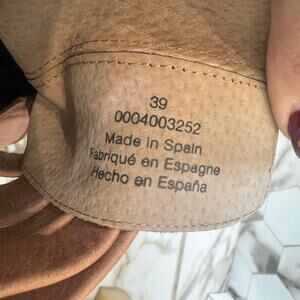 39
0004003252
Made in Spain
Fabriqué en Espagne
Hecho en España